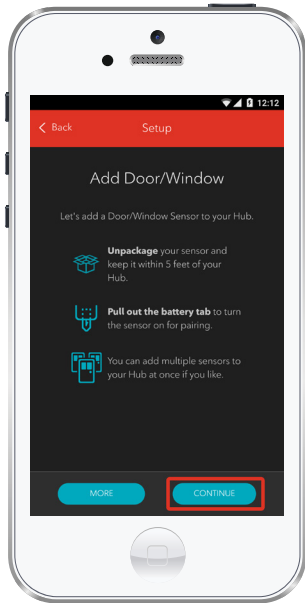 12:12
Back
Setup
Add Door/Window
Let's add a Door/Window Sensor to your Hub.
Unpackage your sensor and
keep it within 5 feet of your
Hub.
Pull out the battery tab to turn
the sensor on for pairing.
You can add multiple sensors to
your Hub at once if you like.
MORE
CONTINUE